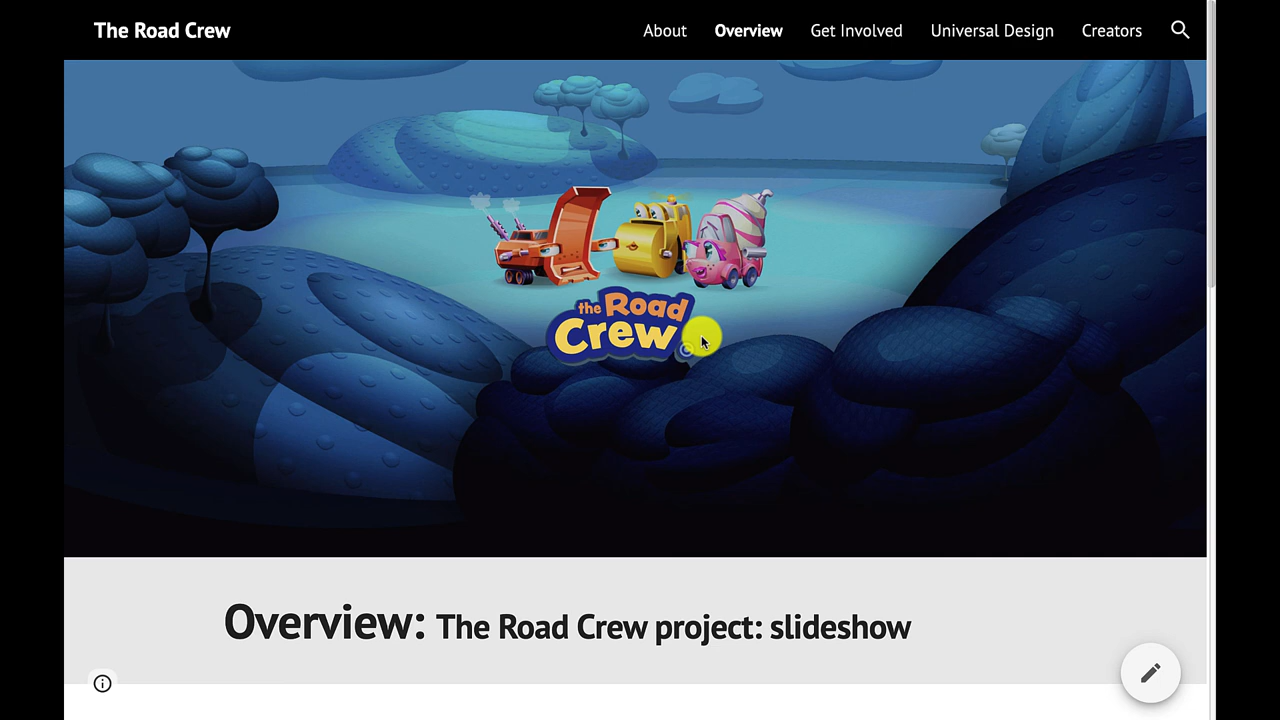 The Road Crew
About Overview Get Involved Universal Design Creators
the Road
Crew
Overview: The Road Crew project: slideshow